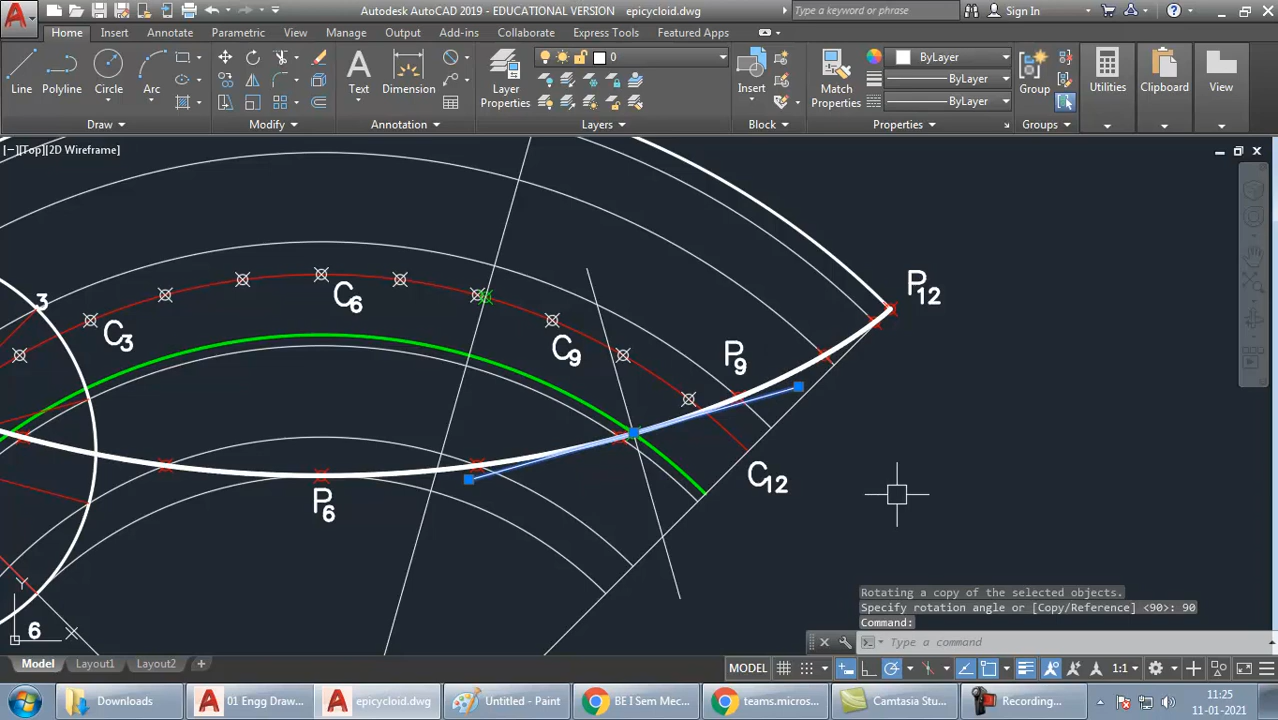 Autodesk AutoCAD 2019 - EDUCATIONAL VERSION epicycloid.dwg
Type a keyword or phrase
Sign In
Home Insert Annotate Parametric View Manage Output Add-ins Collaborate Express Tools Featured Apps
Line Polyline Circle Arc
Text Dimension
Layer Properties
0
Insert
Match Properties
ByLayer
ByLayer
ByLayer
Group
Utilities
Clipboard
View
Draw Modify Annotation Layers Block Properties Groups
[−][Top][2D Wireframe]
P12
3
C6
C3
C9
P9
C12
P6
Y
6
X
Rotating a copy of the selected objects.
Specify rotation angle or [Copy/Reference] <90>: 90
Command:
Type a command
Model Layout1 Layout2 +
MODEL
1:1
Downloads
01 Engg Draw...
epicycloid.dwg
Untitled - Paint
BE I Sem Mec...
teams.micros...
Camtasia Stu...
Recording...
11:25
11-01-2021